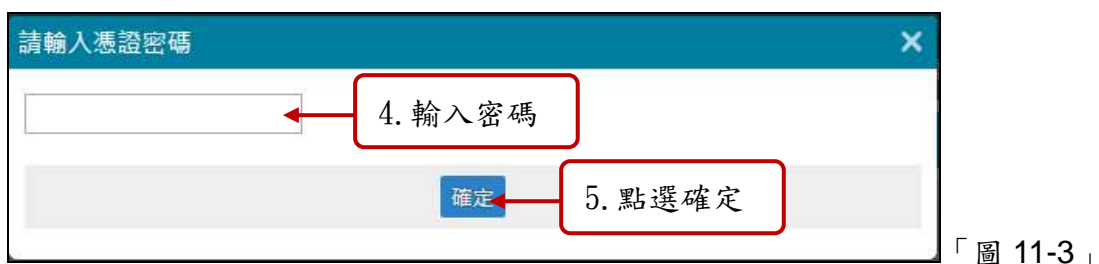 請輸入憑證密碼
4.輸入密碼
確定
5.點選確定
「圖 11-3」